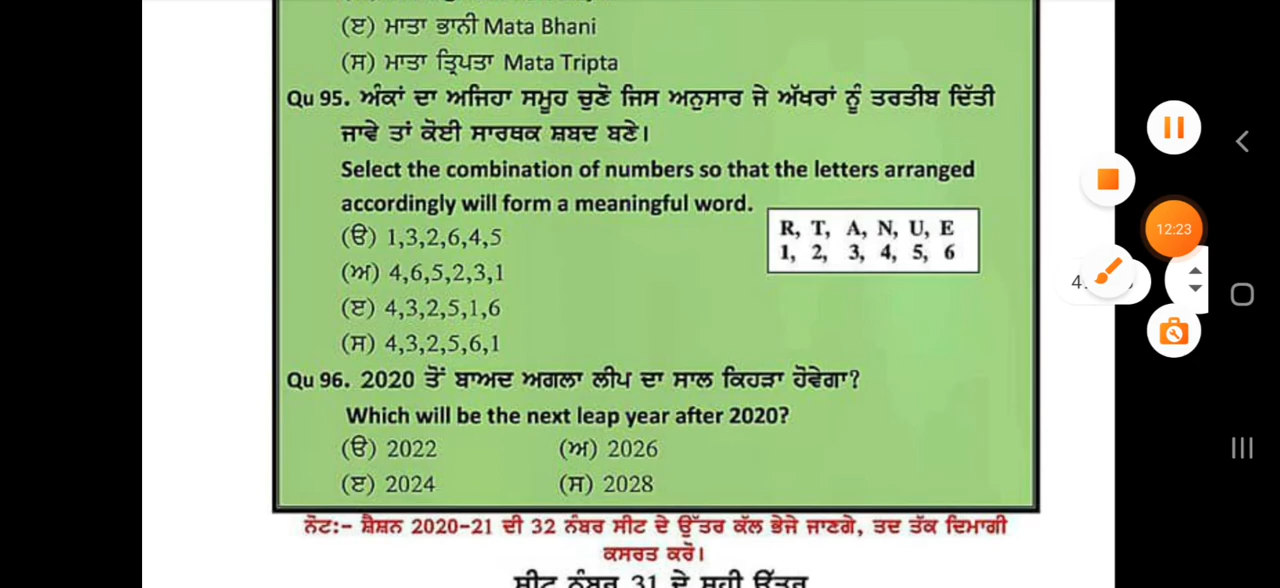 (ੲ) ਮਾਤਾ ਭਾਨੀ Mata Bhani
(ਸ) ਮਾਤਾ ਤ੍ਰਿਪਤਾ Mata Tripta
Qu 95. ਅੰਕਾਂ ਦਾ ਅਜਿਹਾ ਸਮੂਹ ਚੁਣੋ ਜਿਸ ਅਨੁਸਾਰ ਜੇ ਅੱਖਰਾਂ ਨੂੰ ਤਰਤੀਬ ਦਿੱਤੀ
ਜਾਵੇ ਤਾਂ ਕੋਈ ਸਾਰਥਕ ਸ਼ਬਦ ਬਣੇ।
Select the combination of numbers so that the letters arranged
accordingly will form a meaningful word.
R, T, A, N, U, E
1, 2, 3, 4, 5, 6
(ੳ) 1,3,2,6,4,5
(ਅ) 4,6,5,2,3,1
(ੲ) 4,3,2,5,1,6
(ਸ) 4,3,2,5,6,1
Qu 96. 2020 ਤੋਂ ਬਾਅਦ ਅਗਲਾ ਲੀਪ ਦਾ ਸਾਲ ਕਿਹੜਾ ਹੋਵੇਗਾ?
Which will be the next leap year after 2020?
(ੳ) 2022 (ਅ) 2026
(ੲ) 2024 (ਸ) 2028
ਨੋਟ:- ਸ਼ੈਸ਼ਨ 2020-21 ਦੀ 32 ਨੰਬਰ ਸੀਟ ਦੇ ਉੱਤਰ ਕੱਲ ਭੇਜੇ ਜਾਣਗੇ, ਤਦ ਤੱਕ ਦਿਮਾਗੀ
ਕਸਰਤ ਕਰੋ।
ਸੀਟ ਨੰਬਰ 31 ਦੇ ਸਹੀ ਉੱਤਰ
12:23